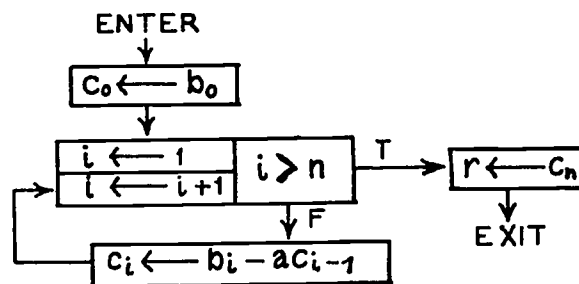 ENTER
c₀ ← b₀
i ← 1
i ← i+1
i > n
T
r ← cₙ
F
EXIT
cᵢ ← bᵢ − acᵢ₋₁